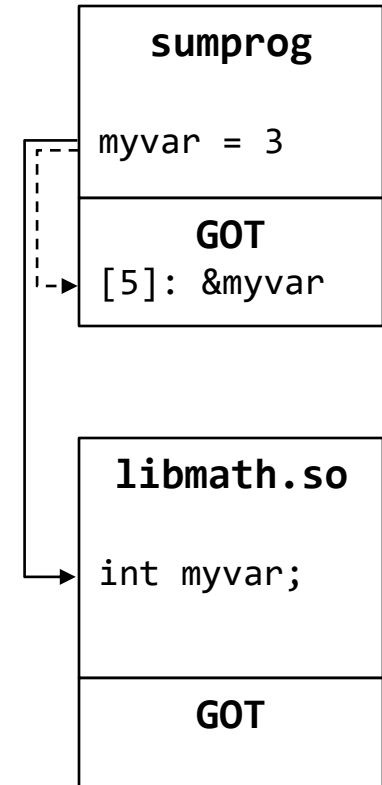 sumprog
myvar = 3
GOT
[5]: &myvar
libmath.so
int myvar;
GOT